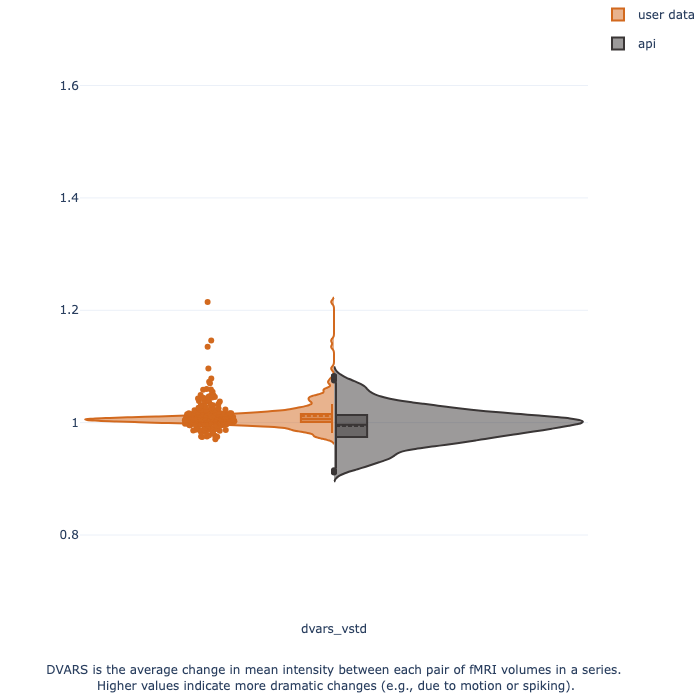 user data
api
1.6
1.4
1.2
1
0.8
dvars_vstd
DVARS is the average change in mean intensity between each pair of fMRI volumes in a series.
Higher values indicate more dramatic changes (e.g., due to motion or spiking).